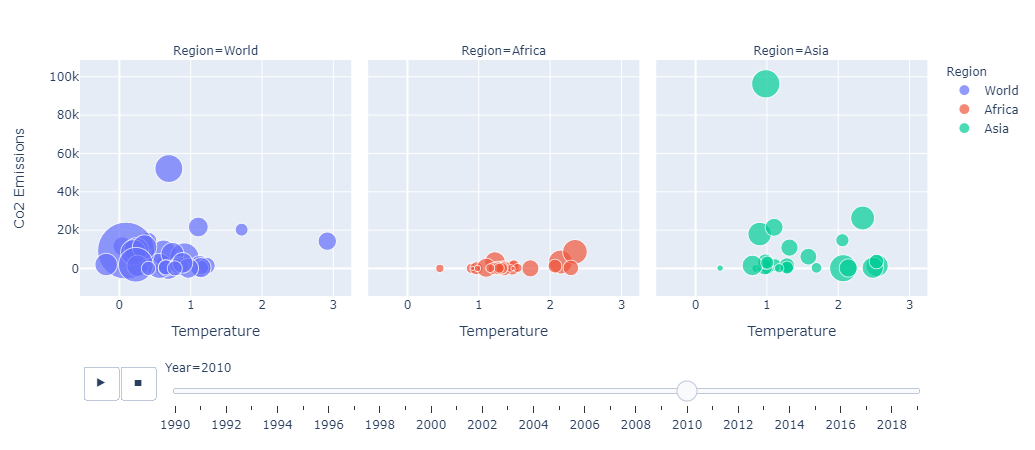 Region=World Region=Africa Region=Asia
Region
World
Africa
Asia
Co2 Emissions
100k
80k
60k
40k
20k
0
0 1 2 3 0 1 2 3 0 1 2 3
Temperature Temperature Temperature
Year=2010
1990 1992 1994 1996 1998 2000 2002 2004 2006 2008 2010 2012 2014 2016 2018